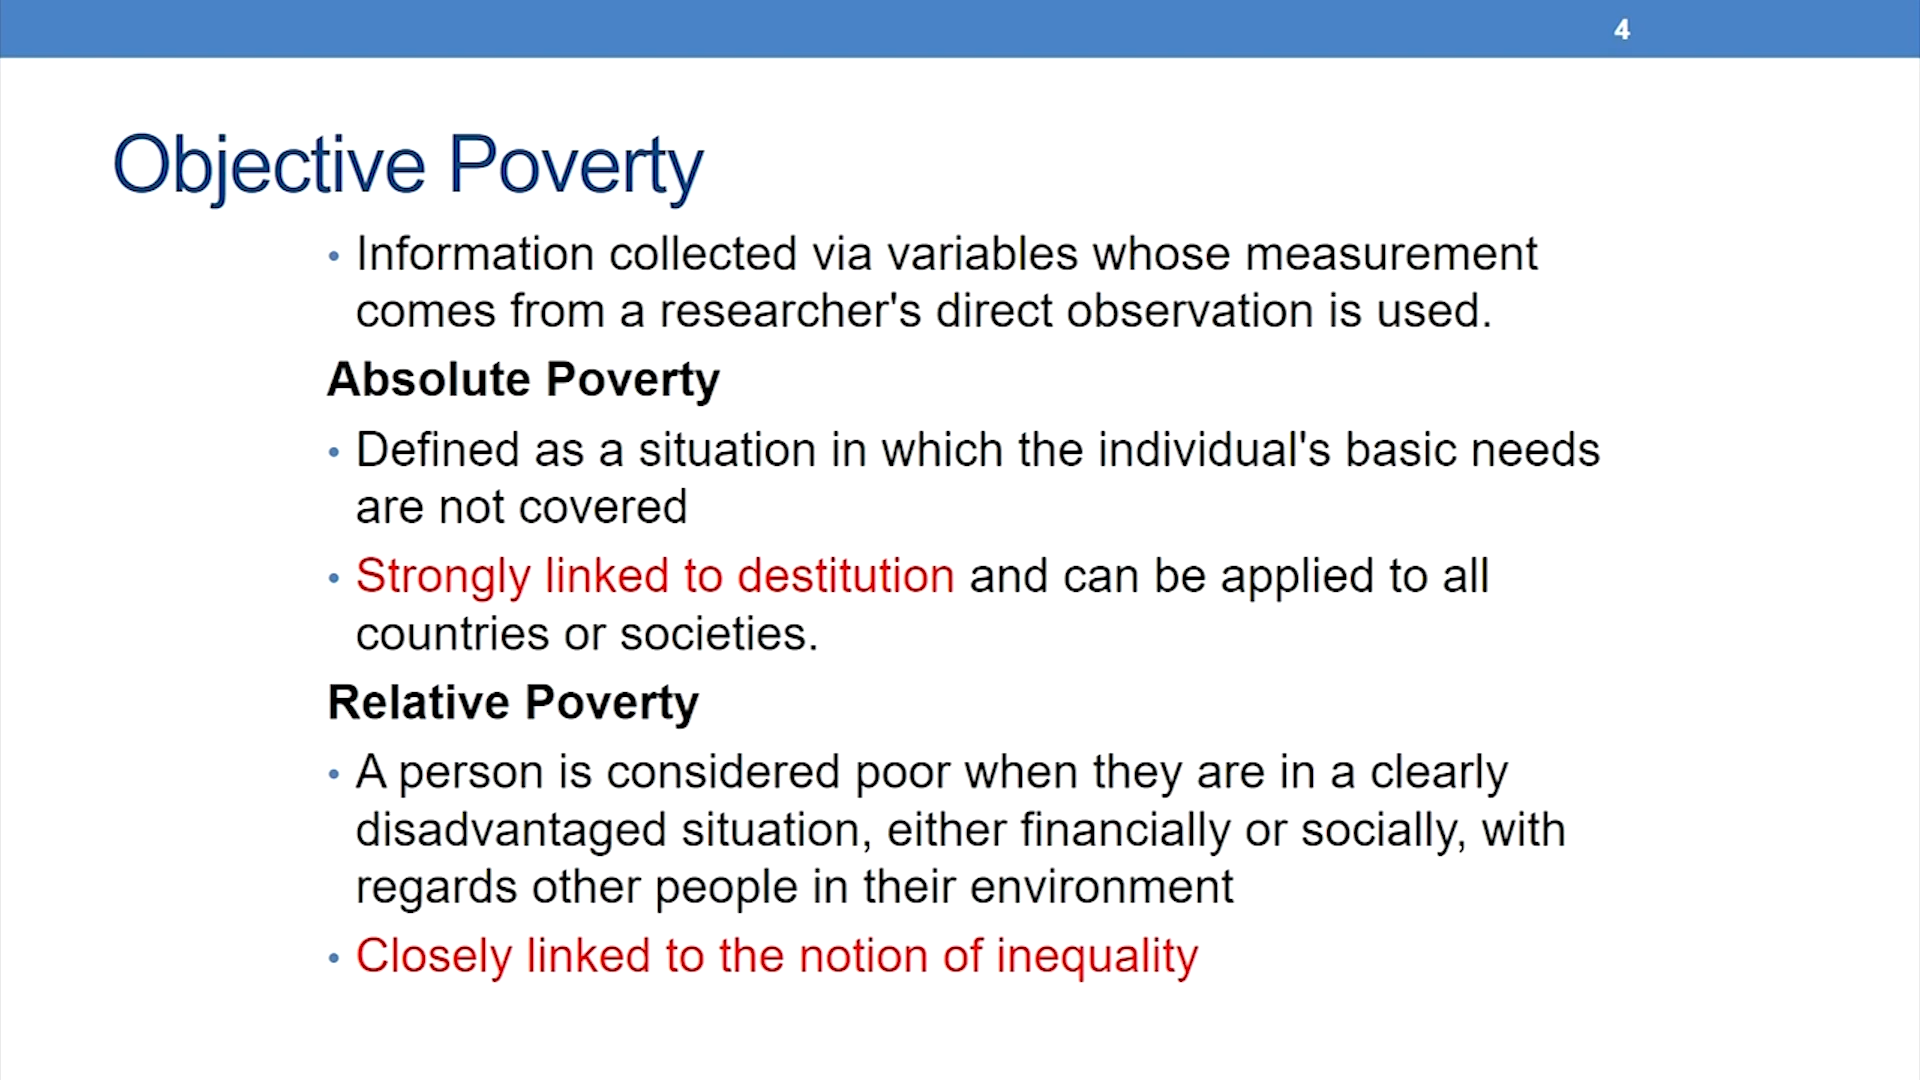 4
Objective Poverty
• Information collected via variables whose measurement
comes from a researcher's direct observation is used.
Absolute Poverty
• Defined as a situation in which the individual's basic needs
are not covered
• Strongly linked to destitution and can be applied to all
countries or societies.
Relative Poverty
• A person is considered poor when they are in a clearly
disadvantaged situation, either financially or socially, with
regards other people in their environment
• Closely linked to the notion of inequality